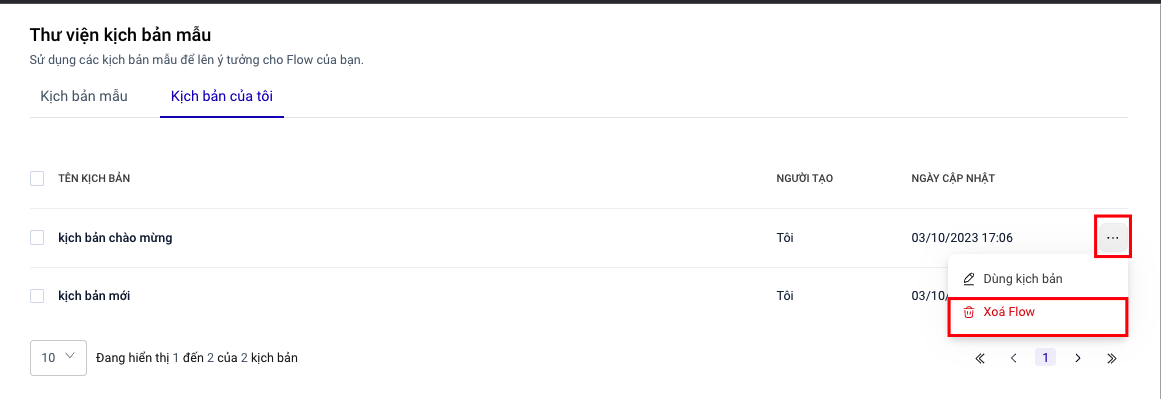 Thư viện kịch bản mẫu
Sử dụng các kịch bản mẫu để lên ý tưởng cho Flow của bạn.
Kịch bản mẫu Kịch bản của tôi
TÊN KỊCH BẢN NGƯỜI TẠO NGÀY CẬP NHẬT
kịch bản chào mừng Tôi 03/10/2023 17:06 ...
Dùng kịch bản
kịch bản mới Tôi 03/10/
Xoá Flow
10 Đang hiển thị 1 đến 2 của 2 kịch bản « < 1 > »